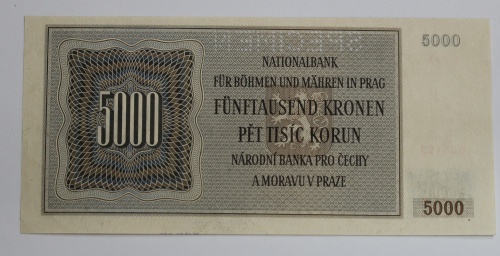 5000
5000
NATIONALBANK
FÜR BÖHMEN UND MÄHREN IN PRAG
FÜNFTAUSEND KRONEN
PĚT TISÍC KORUN
NÁRODNÍ BANKA PRO ČECHY
A MORAVU V PRAZE
5000